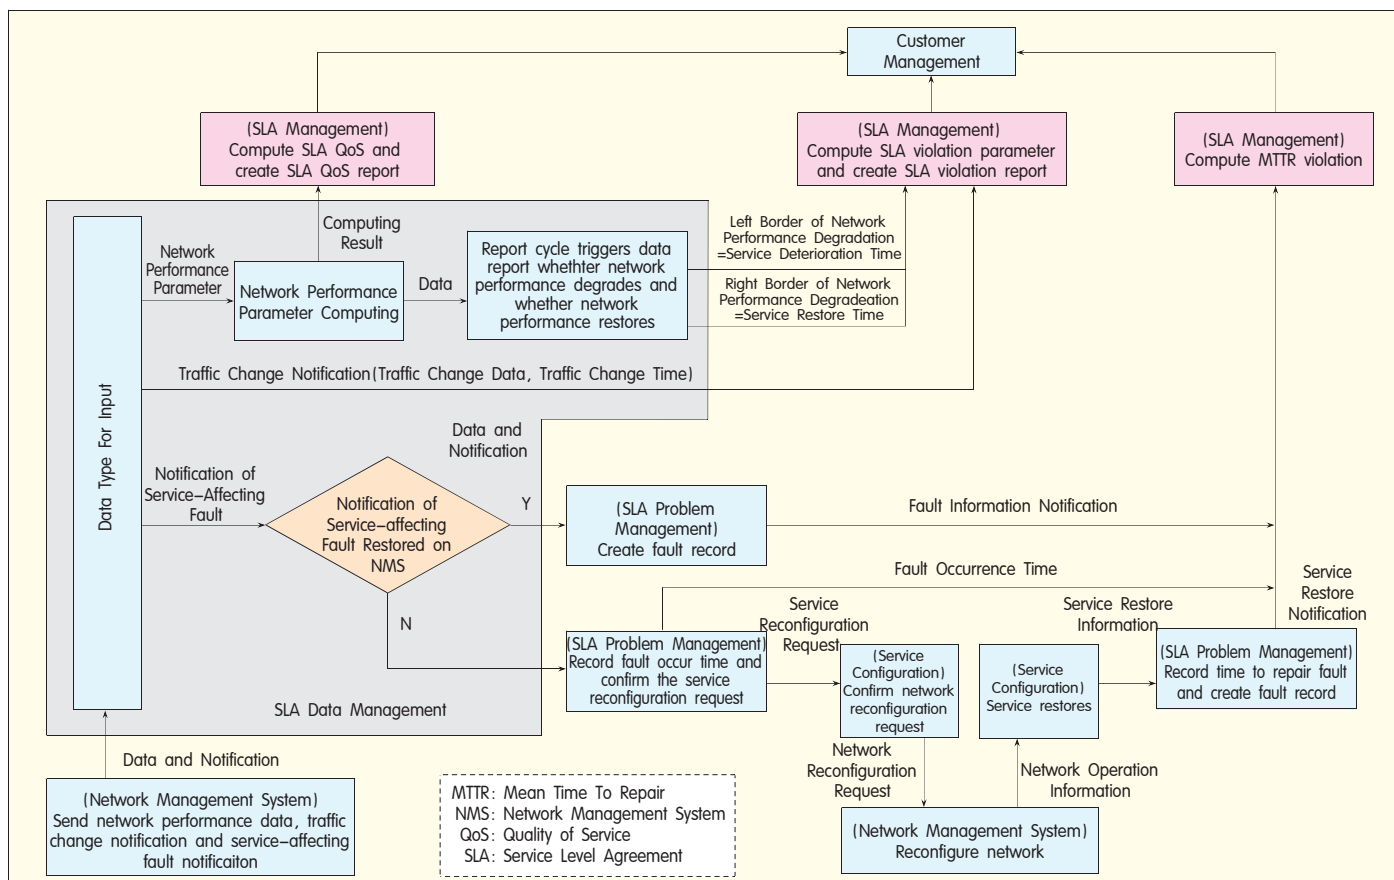 Customer
Management
(SLA Management)
Compute SLA QoS and
create SLA QoS report
(SLA Management)
Compute SLA violation parameter
and create SLA violation report
(SLA Management)
Compute MTTR violation
Computing
Result
Network
Performance
Parameter
Network Performance
Parameter Computing
Data
Report cycle triggers data
report whethter network
performance degrades and
whether network
performance restores
Left Border of Network
Performance Degradation
=Service Deterioration Time
Right Border of Network
Performance Degradeation
=Service Restore Time
Traffic Change Notification(Traffic Change Data, Traffic Change Time)
Data Type For Input
Data and
Notification
Notification of
Service-Affecting
Fault
Notification of
Service-affecting
Fault Restored on
NMS
Y
(SLA Problem
Management)
Create fault record
Fault Information Notification
Fault Occurrence Time
N
Service
Reconfiguration
Request
Service Restore
Information
Service
Restore
Notification
(SLA Problem Management)
Record fault occur time and
confirm the service
reconfiguration request
(Service
Configuration)
Confirm network
reconfiguration
request
(Service
Configuration)
Service restores
(SLA Problem Management)
Record time to repair fault
and create fault record
SLA Data Management
Data and Notification
Network
Reconfiguration
Request
Network Operation
Information
(Network Management System)
Send network performance data, traffic
change notification and service-affecting
fault notificaiton
MTTR: Mean Time To Repair
NMS: Network Management System
QoS: Quality of Service
SLA: Service Level Agreement
(Network Management System)
Reconfigure network